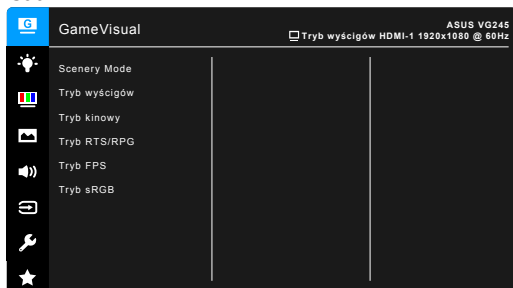 G
GameVisual
ASUS VG245
Tryb wyścigów HDMI-1 1920x1080 @ 60Hz
Scenery Mode
Tryb wyścigów
Tryb kinowy
Tryb RTS/RPG
Tryb FPS
Tryb sRGB